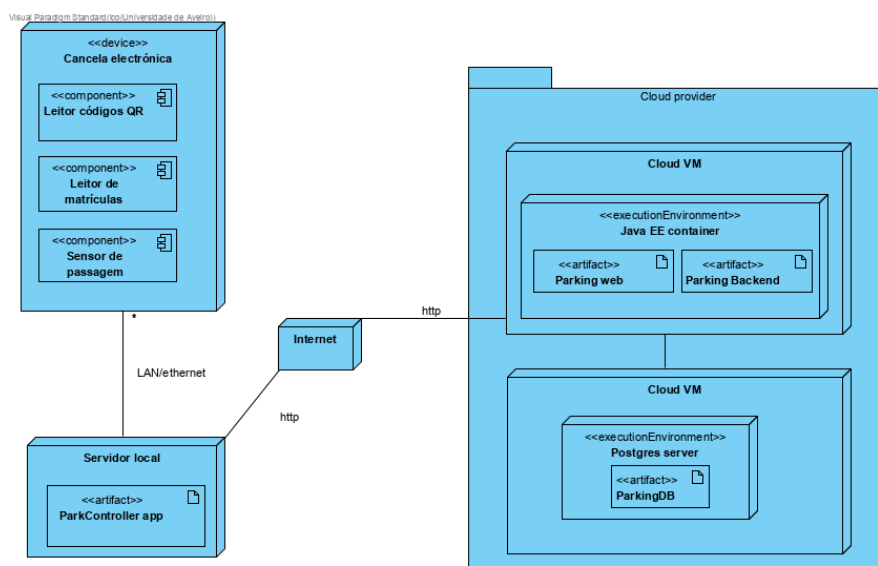 Visual Paradigm Standard(ico(Universidade de Aveiro))
<<device>>
Cancela electrónica
<<component>>
Leitor códigos QR
<<component>>
Leitor de
matrículas
<<component>>
Sensor de
passagem
*
LAN/ethernet
Servidor local
<<artifact>>
ParkController app
Internet
http
http
Cloud provider
Cloud VM
<<executionEnvironment>>
Java EE container
<<artifact>>
Parking web
<<artifact>>
Parking Backend
Cloud VM
<<executionEnvironment>>
Postgres server
<<artifact>>
ParkingDB